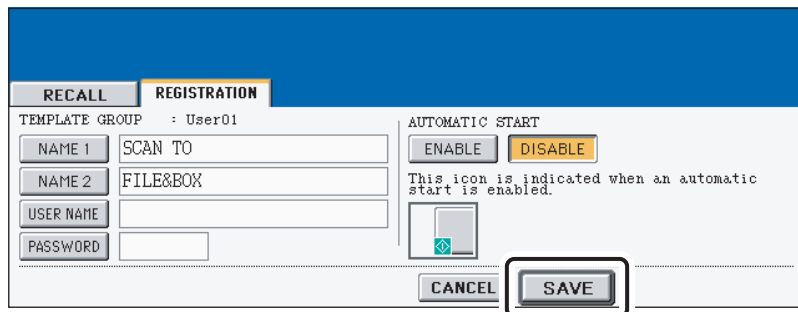 RECALL REGISTRATION
TEMPLATE GROUP : User01
NAME 1 SCAN TO
NAME 2 FILE&BOX
USER NAME
PASSWORD
AUTOMATIC START
ENABLE DISABLE
This icon is indicated when an automatic
start is enabled.
CANCEL SAVE